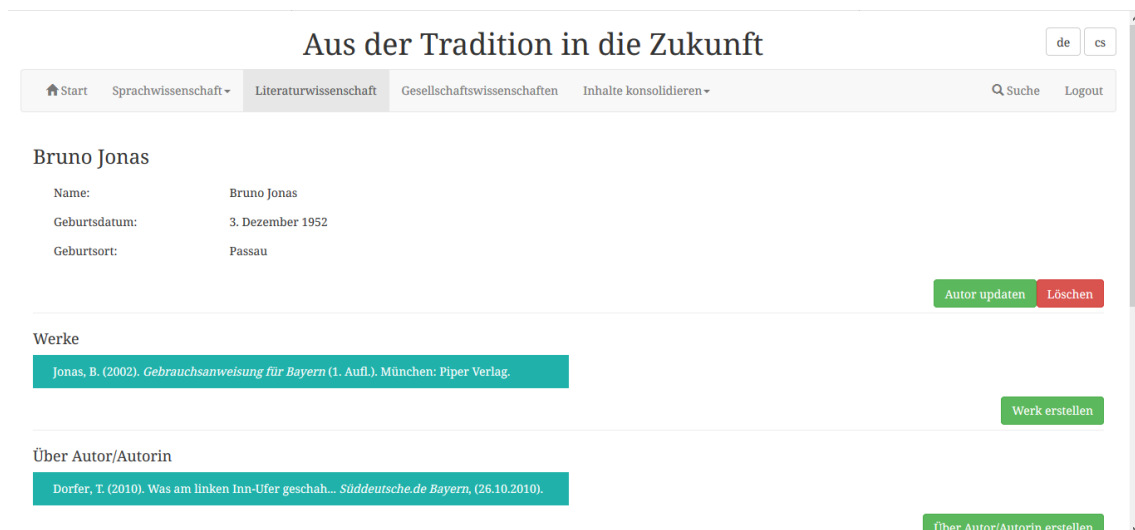 Aus der Tradition in die Zukunft
de cs
Start Sprachwissenschaft Literaturwissenschaft Gesellschaftswissenschaften Inhalte konsolidieren Suche Logout
Bruno Jonas
Name: Bruno Jonas
Geburtsdatum: 3. Dezember 1952
Geburtsort: Passau
Autor updaten Löschen
Werke
Jonas, B. (2002). Gebrauchsanweisung für Bayern (1. Aufl.). München: Piper Verlag.
Werk erstellen
Über Autor/Autorin
Dorfer, T. (2010). Was am linken Inn-Ufer geschah... Süddeutsche.de Bayern, (26.10.2010).
Über Autor/Autorin erstellen